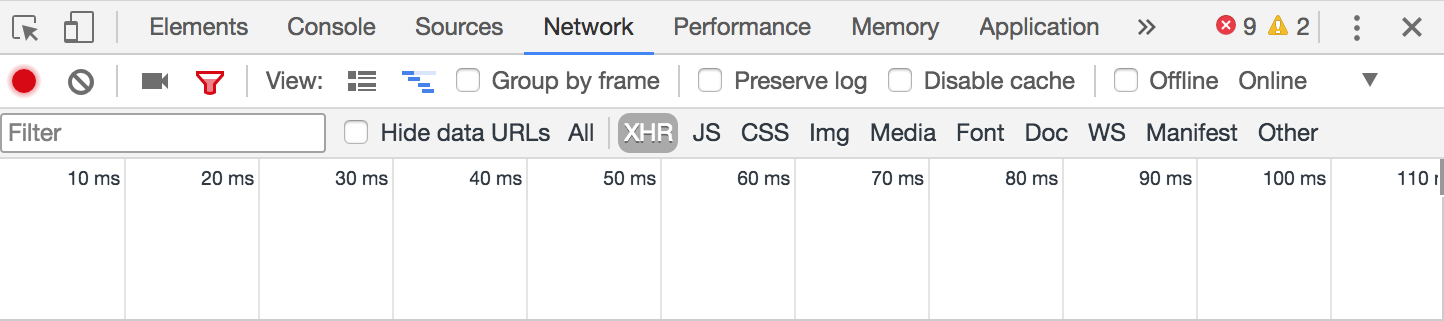 Elements Console Sources Network Performance Memory Application » 9 2
View: Group by frame Preserve log Disable cache Offline Online
Filter Hide data URLs All XHR JS CSS Img Media Font Doc WS Manifest Other
10 ms 20 ms 30 ms 40 ms 50 ms 60 ms 70 ms 80 ms 90 ms 100 ms 110